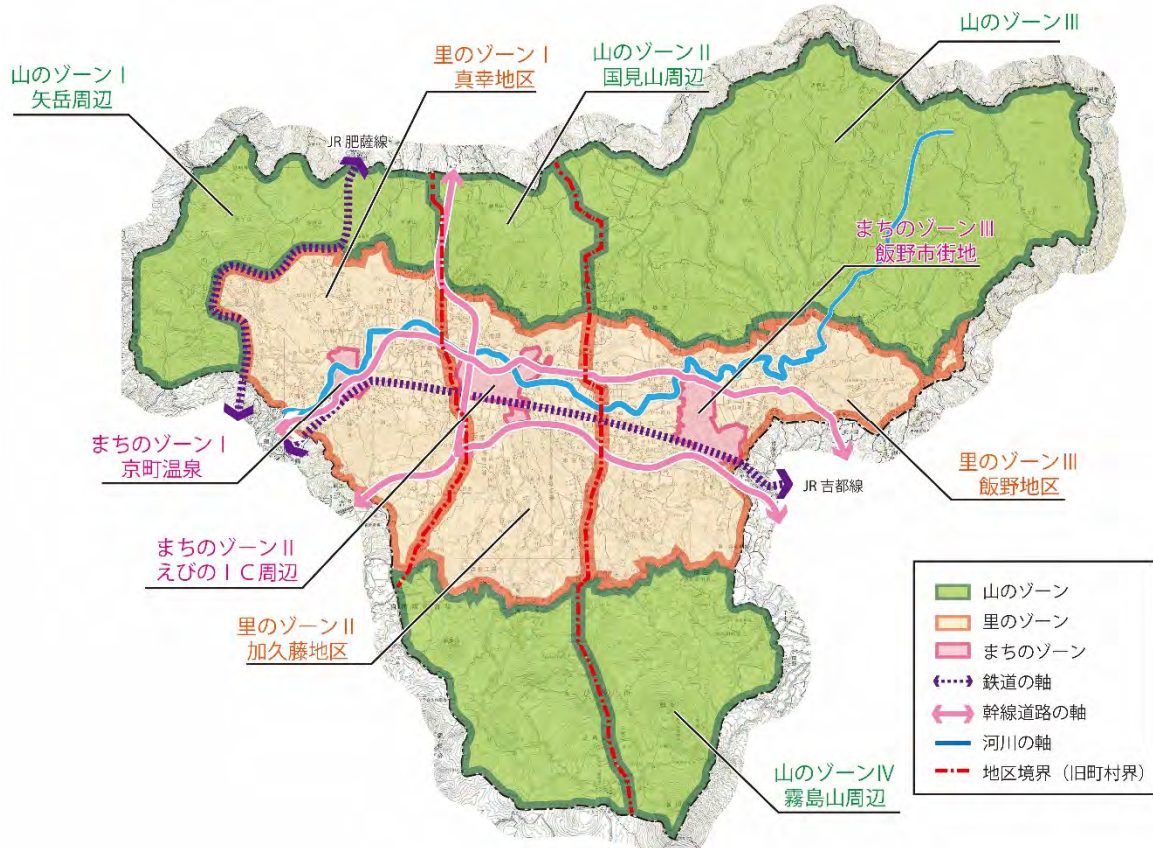 山のゾーンⅢ
里のゾーンⅠ
真幸地区
山のゾーンⅡ
国見山周辺
山のゾーンⅠ
矢岳周辺
JR 肥薩線
まちのゾーンⅢ
飯野市街地
まちのゾーンⅠ
京町温泉
里のゾーンⅢ
飯野地区
JR 吉都線
まちのゾーンⅡ
えびのＩＣ周辺
里のゾーンⅡ
加久藤地区
山のゾーンⅣ
霧島山周辺
山のゾーン
里のゾーン
まちのゾーン
鉄道の軸
幹線道路の軸
河川の軸
地区境界（旧町村界）